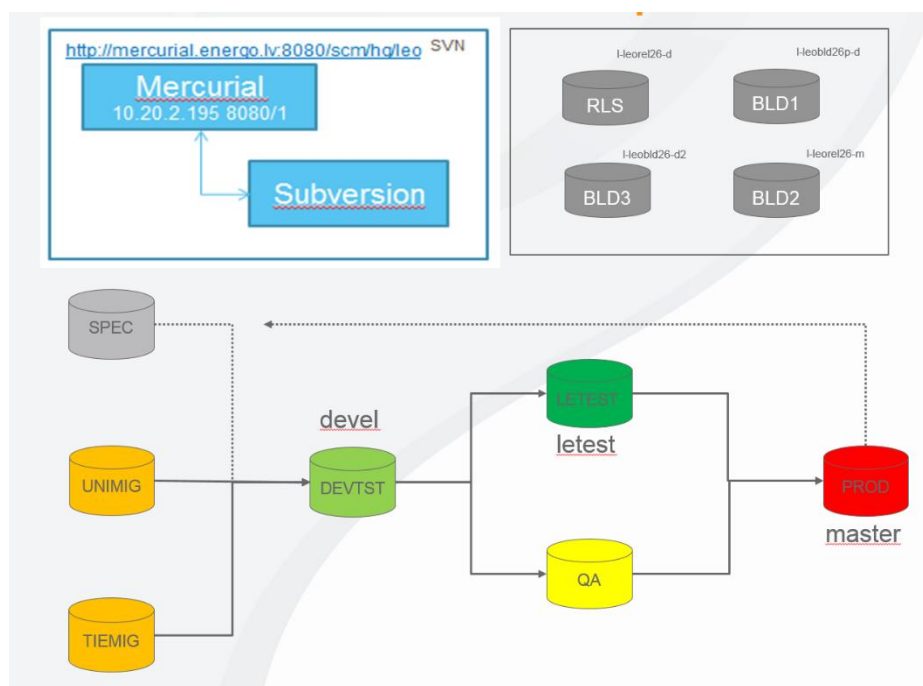 http://mercurial.energo.lv:8080/scm/hg/leo SVN
Mercurial
10.20.2.195 8080/1
Subversion
l-leorel26-d
RLS
l-leobld26p-d
BLD1
l-leobld26-d2
BLD3
l-leorel26-m
BLD2
SPEC
UNIMIG
TIEMIG
devel
DEVTST
LETEST
letest
QA
PROD
master